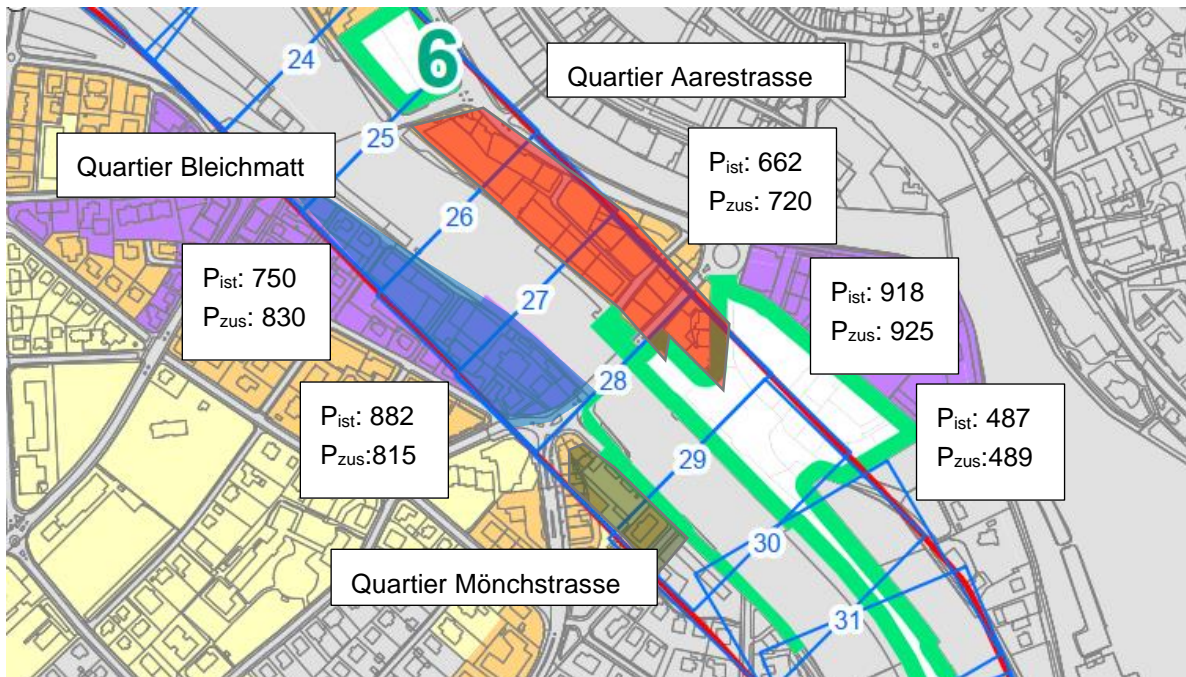 6
24
Quartier Aarestrasse
25
Quartier Bleichmatt
Pist: 662
Pzus: 720
26
Pist: 750
Pzus: 830
27
Pist: 918
Pzus: 925
28
Pist: 882
Pzus:815
Pist: 487
Pzus:489
29
30
Quartier Mönchstrasse
31